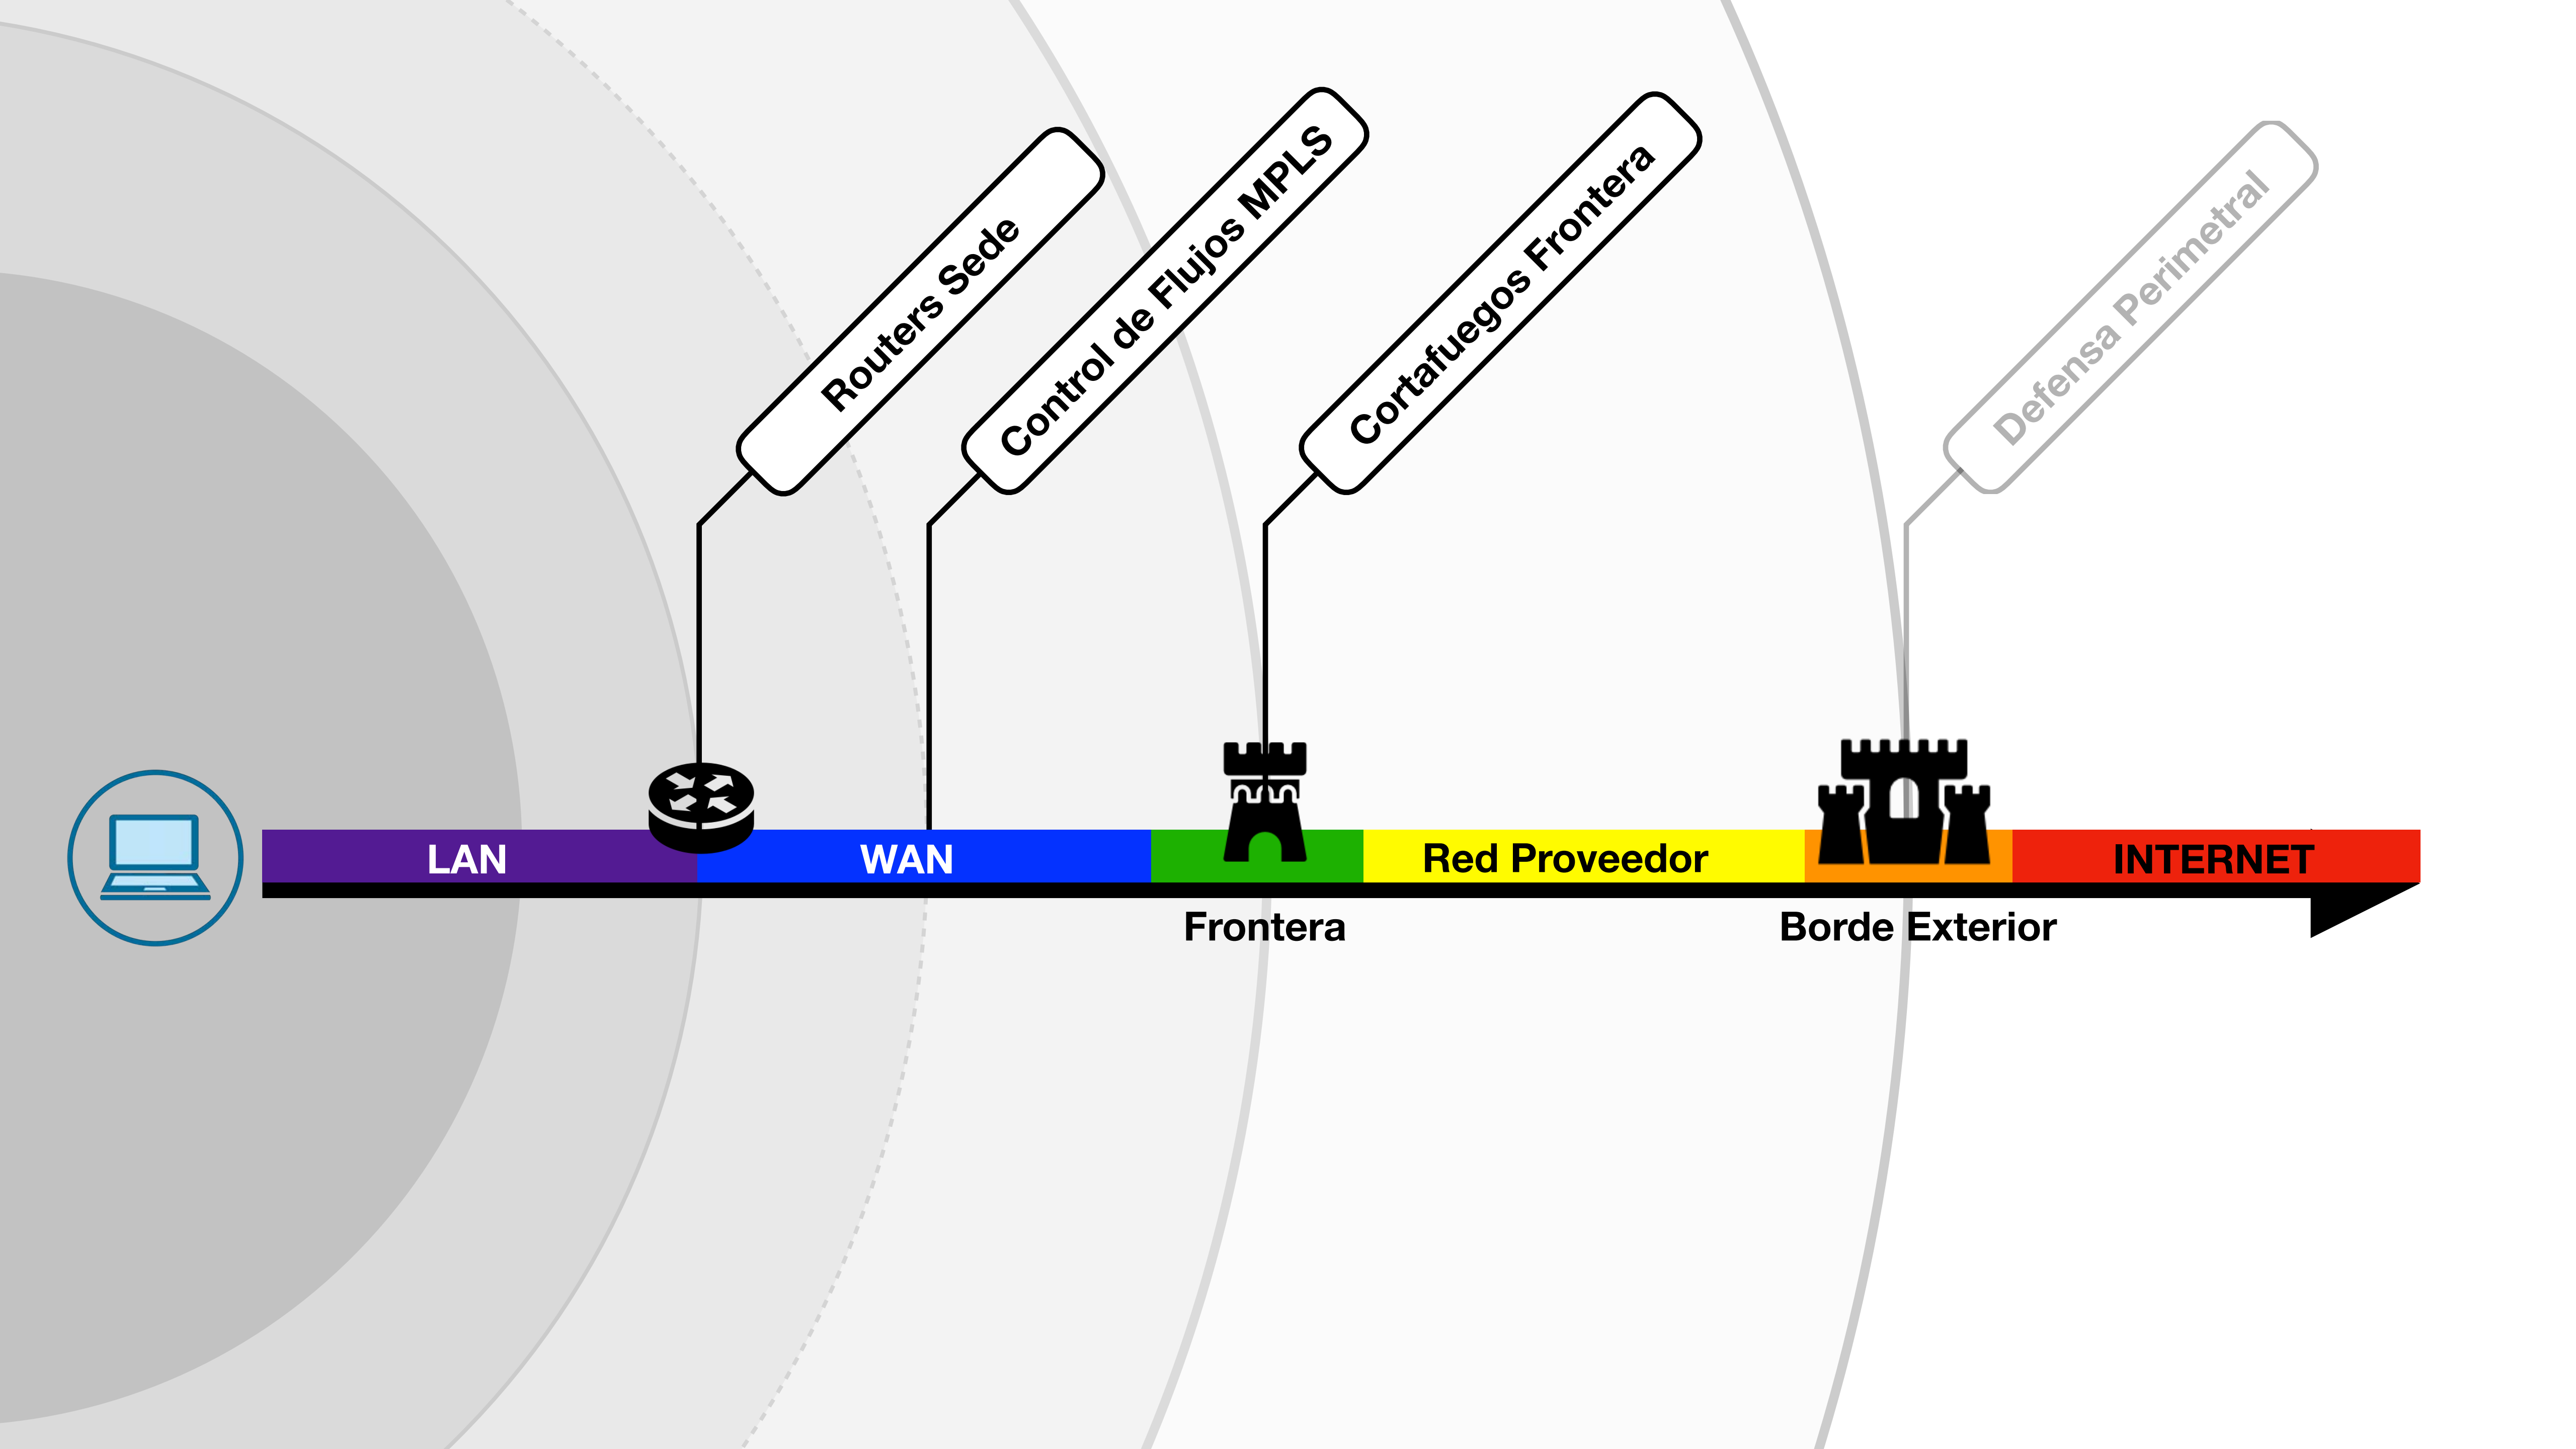 Routers Sede
Control de Flujos MPLS
Cortafuegos Frontera
Defensa Perimetral
LAN
WAN
Red Proveedor
INTERNET
Frontera
Borde Exterior